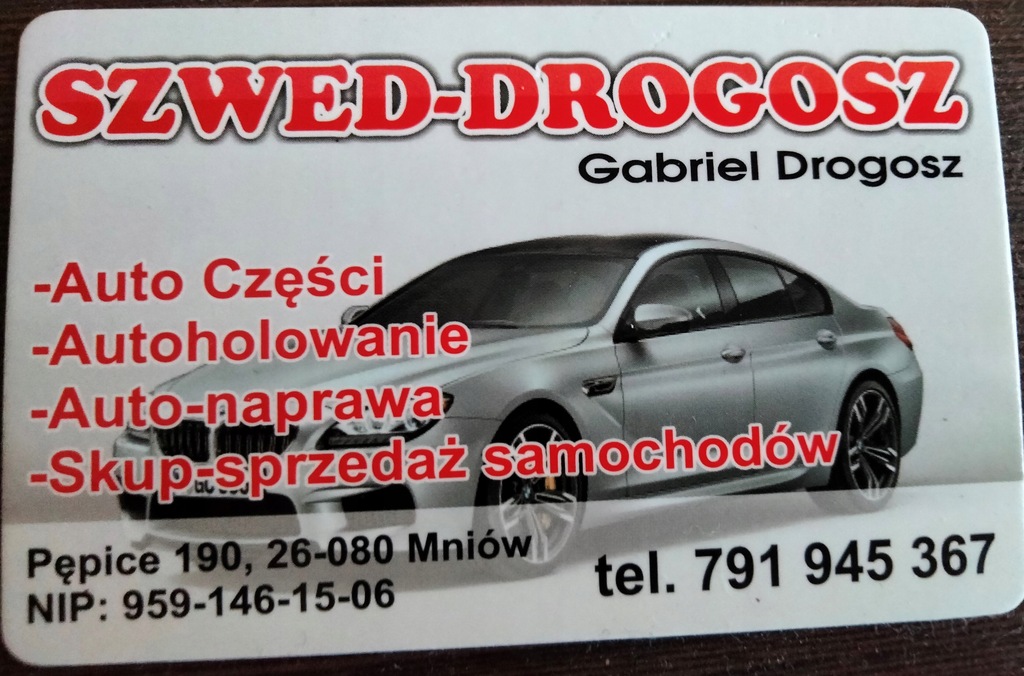 SZWED-DROGOSZ
Gabriel Drogosz
-Auto Części
-Autoholowanie
-Auto-naprawa
-Skup-sprzedaż samochodów
Pępice 190, 26-080 Mniów
NIP: 959-146-15-06
tel. 791 945 367